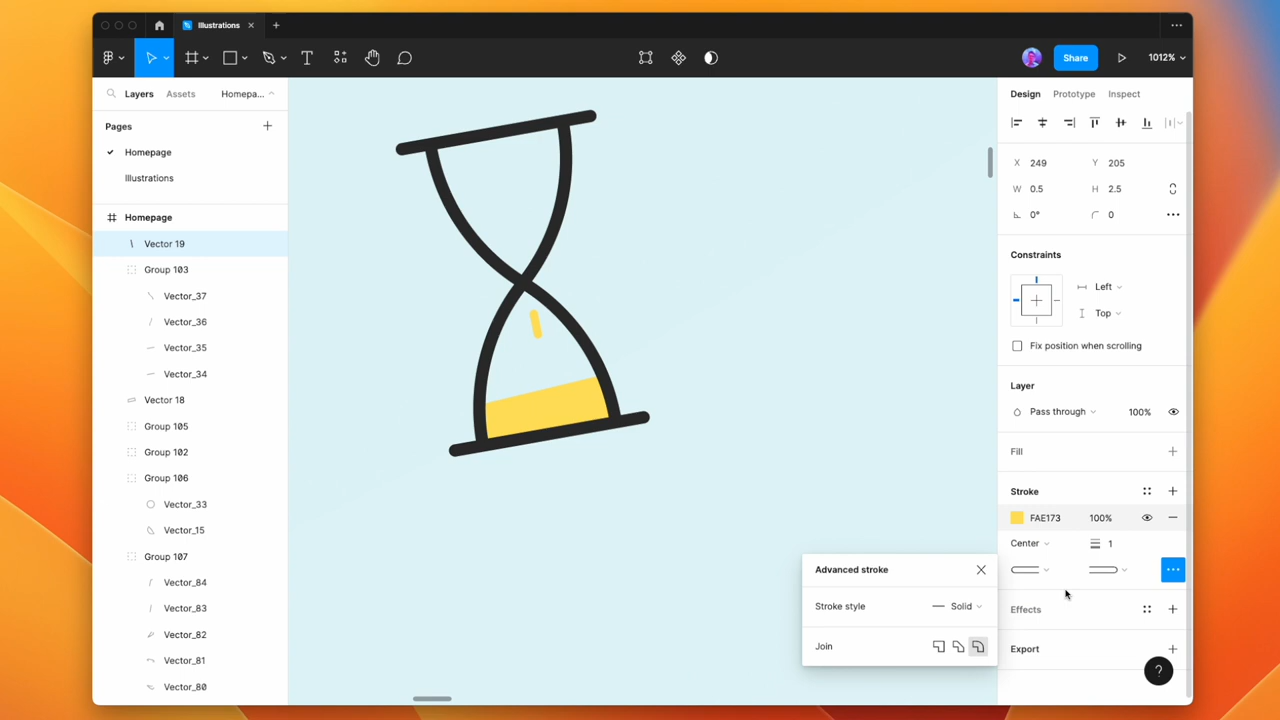 Illustrations
Share
1012%
Layers
Assets
Homepa...
Pages
Homepage
Illustrations
Homepage
Vector 19
Group 103
Vector_37
Vector_36
Vector_35
Vector_34
Vector 18
Group 105
Group 102
Group 106
Vector_33
Vector_15
Group 107
Vector_84
Vector_83
Vector_82
Vector_81
Vector_80
Design
Prototype
Inspect
X 249
Y 205
W 0.5
H 2.5
0°
0
Constraints
Left
Top
Fix position when scrolling
Layer
Pass through
100%
Fill
Stroke
FAE173
100%
Center
1
Advanced stroke
Stroke style
Solid
Join
Effects
Export
?